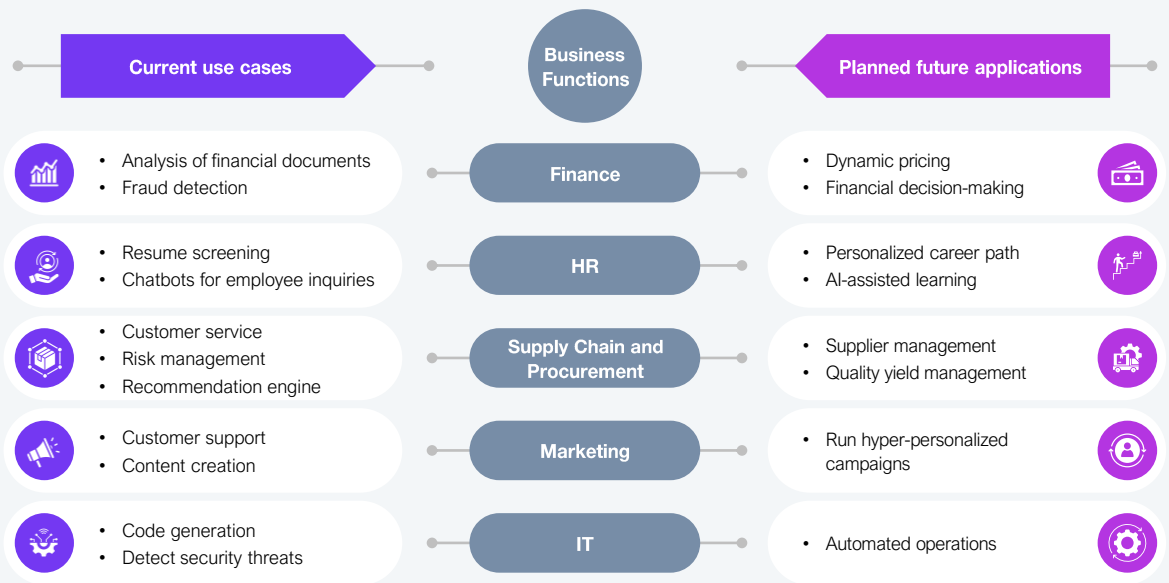 Current use cases
Business
Functions
Planned future applications
• Analysis of financial documents
• Fraud detection
Finance
• Dynamic pricing
• Financial decision-making
• Resume screening
• Chatbots for employee inquiries
HR
• Personalized career path
• AI-assisted learning
• Customer service
• Risk management
• Recommendation engine
Supply Chain and
Procurement
• Supplier management
• Quality yield management
• Customer support
• Content creation
Marketing
• Run hyper-personalized
campaigns
• Code generation
• Detect security threats
IT
• Automated operations